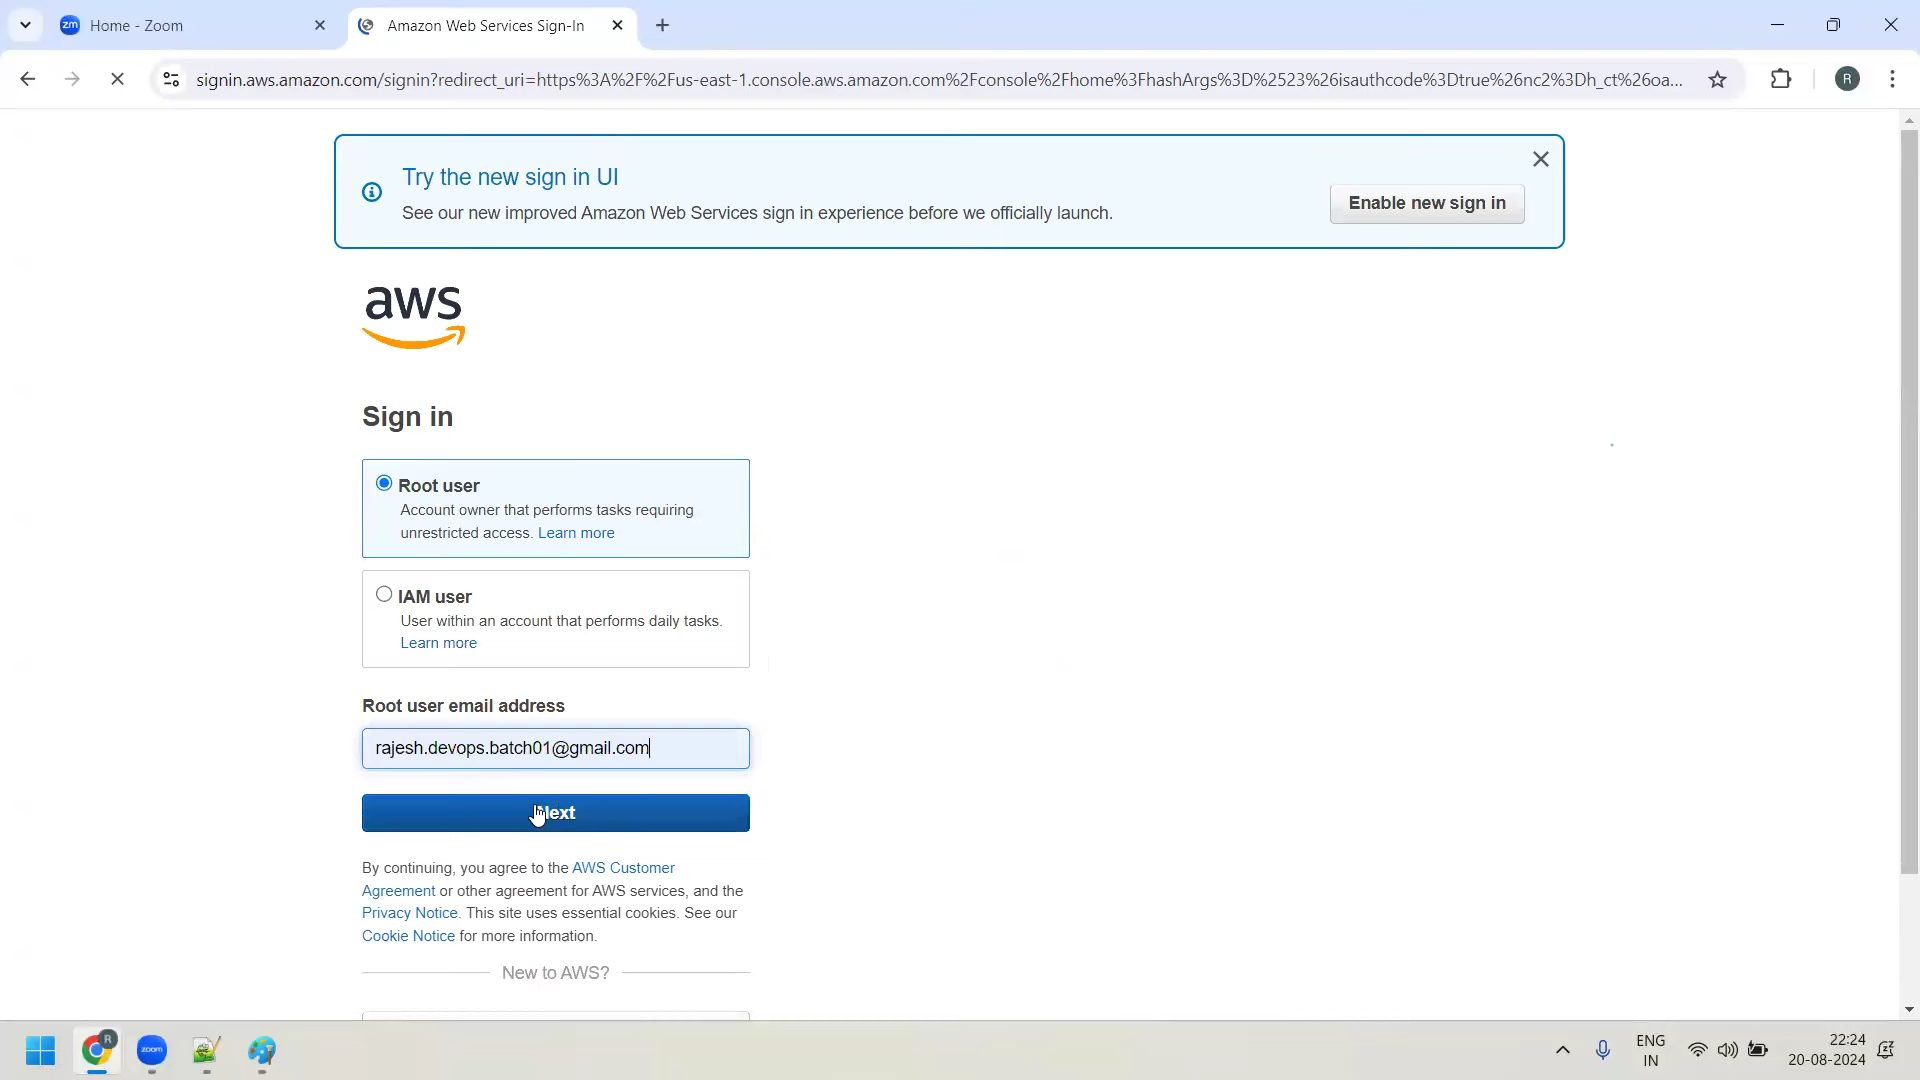 zm Home - Zoom
Amazon Web Services Sign-In
signin.aws.amazon.com/signin?redirect_uri=https%3A%2F%2Fus-east-1.console.aws.amazon.com%2Fconsole%2Fhome%3FhashArgs%3D%2523%26isauthcode%3Dtrue%26nc2%3Dh_ct%26oa...
R
Try the new sign in UI
See our new improved Amazon Web Services sign in experience before we officially launch.
Enable new sign in
aws
Sign in
Root user
Account owner that performs tasks requiring
unrestricted access. Learn more
IAM user
User within an account that performs daily tasks.
Learn more
Root user email address
rajesh.devops.batch01@gmail.com
Next
By continuing, you agree to the AWS Customer
Agreement or other agreement for AWS services, and the
Privacy Notice. This site uses essential cookies. See our
Cookie Notice for more information.
New to AWS?
R
zoom
ENG
IN
22:24
20-08-2024